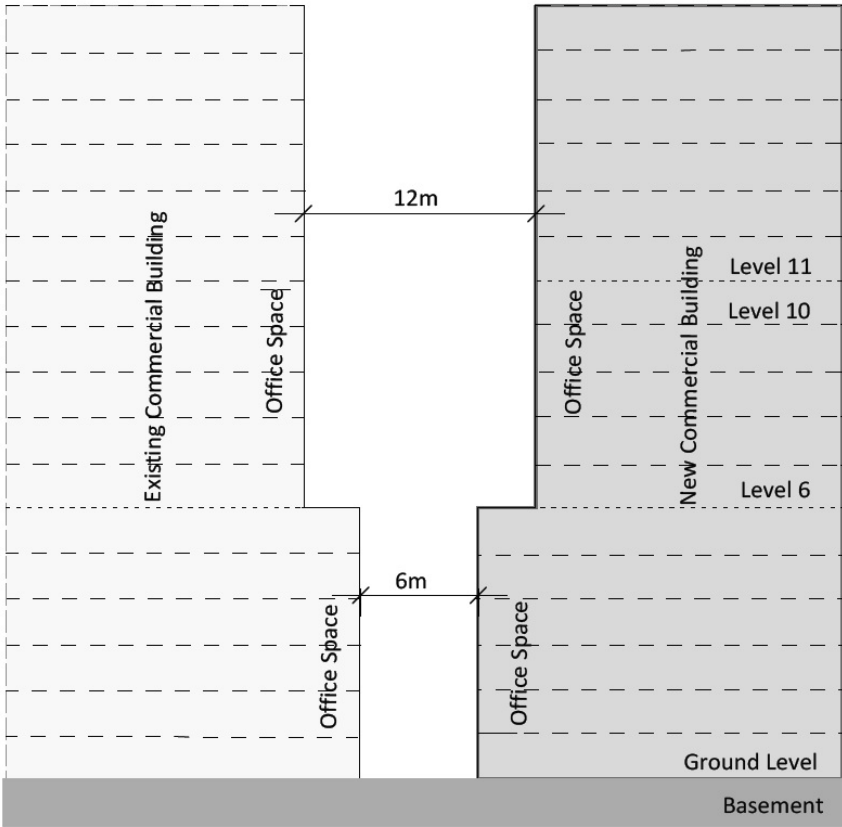 12m
Existing Commercial Building
Office Space
Office Space
New Commercial Building
Level 11
Level 10
Level 6
6m
Office Space
Office Space
Ground Level
Basement